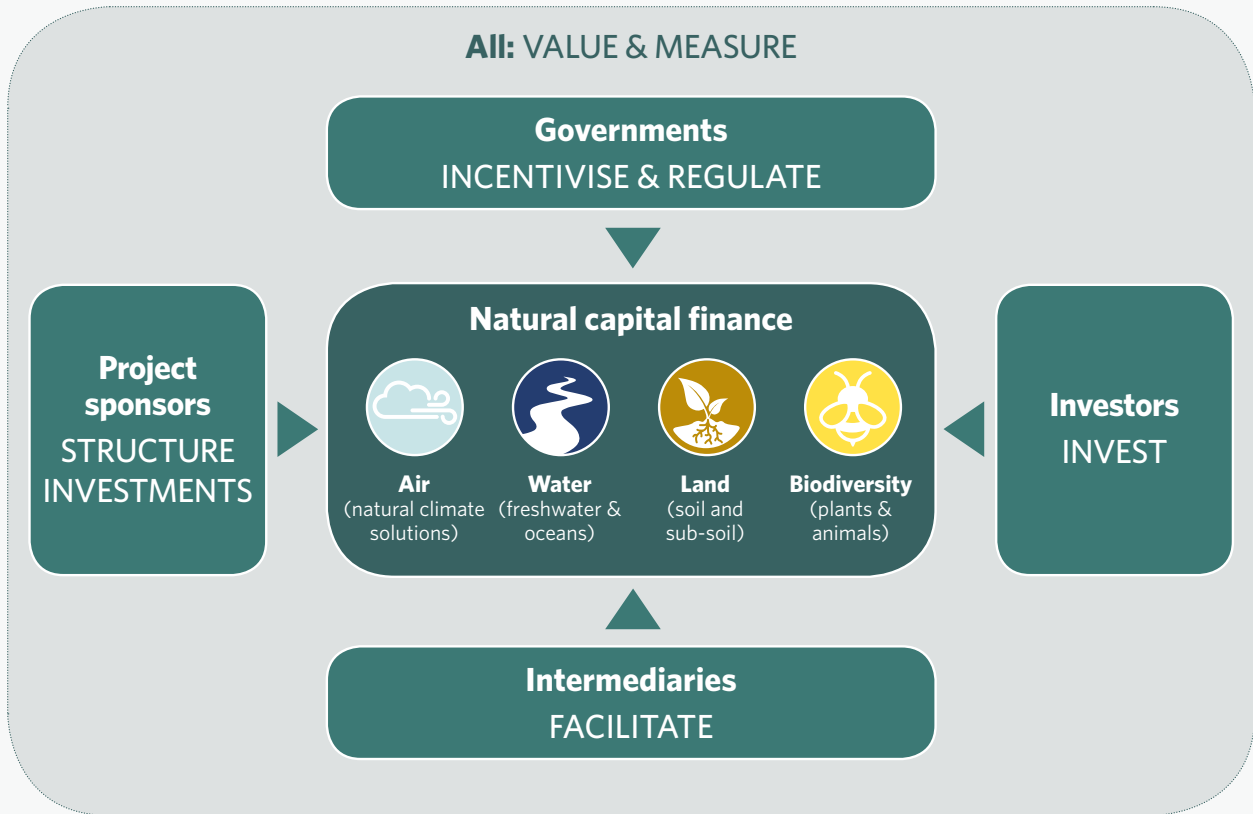 All: VALUE & MEASURE
Governments
INCENTIVISE & REGULATE
Project
sponsors
STRUCTURE
INVESTMENTS
Natural capital finance
Air
(natural climate
solutions)
Water
(freshwater &
oceans)
Land
(soil and
sub-soil)
Biodiversity
(plants &
animals)
Investors
INVEST
Intermediaries
FACILITATE